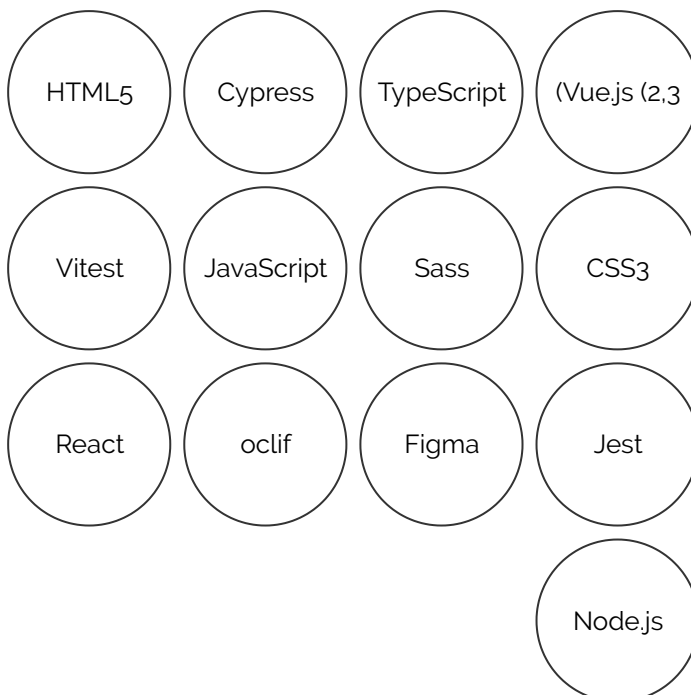 HTML5
Cypress
TypeScript
(Vue.js (2,3
Vitest
JavaScript
Sass
CSS3
React
oclif
Figma
Jest
Node.js